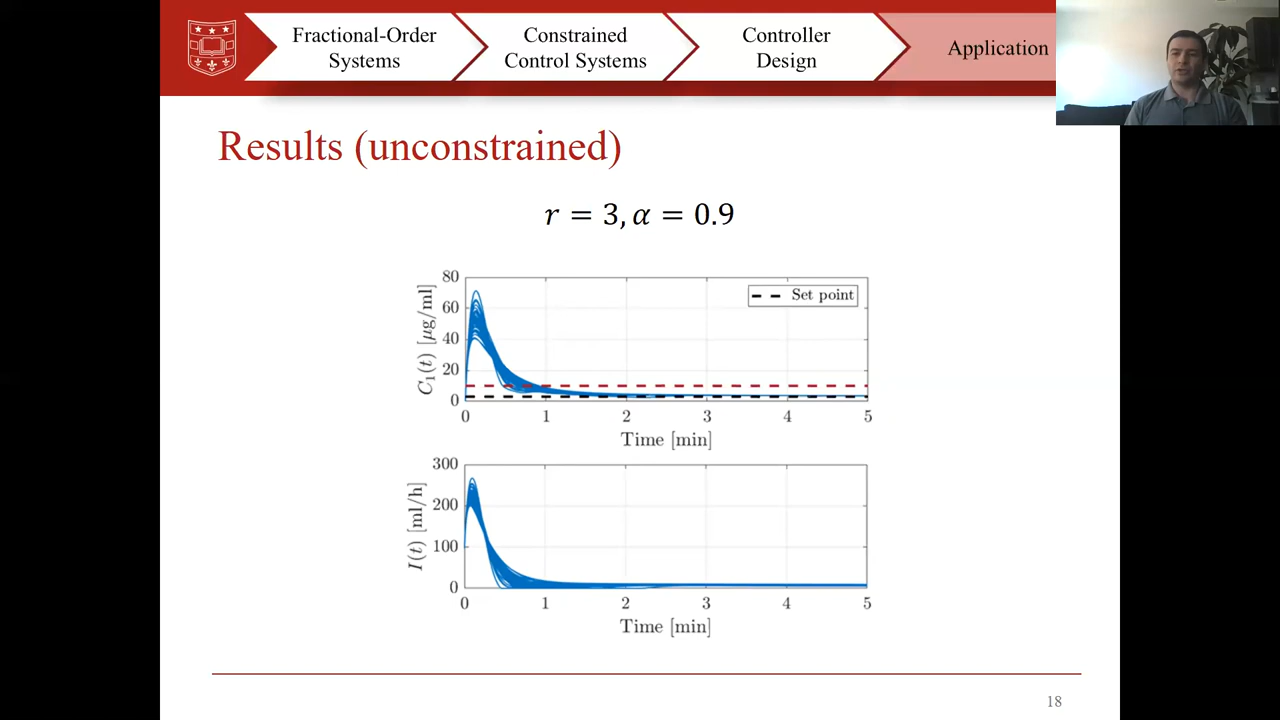 Fractional-Order
Systems
Constrained
Control Systems
Controller
Design
Application
Results (unconstrained)
r = 3, α = 0.9
80
60
40
20
0
C₁(t) [μg/ml]
Set point
0 1 2 3 4 5
Time [min]
300
200
100
0
I(t) [ml/h]
0 1 2 3 4 5
Time [min]
18